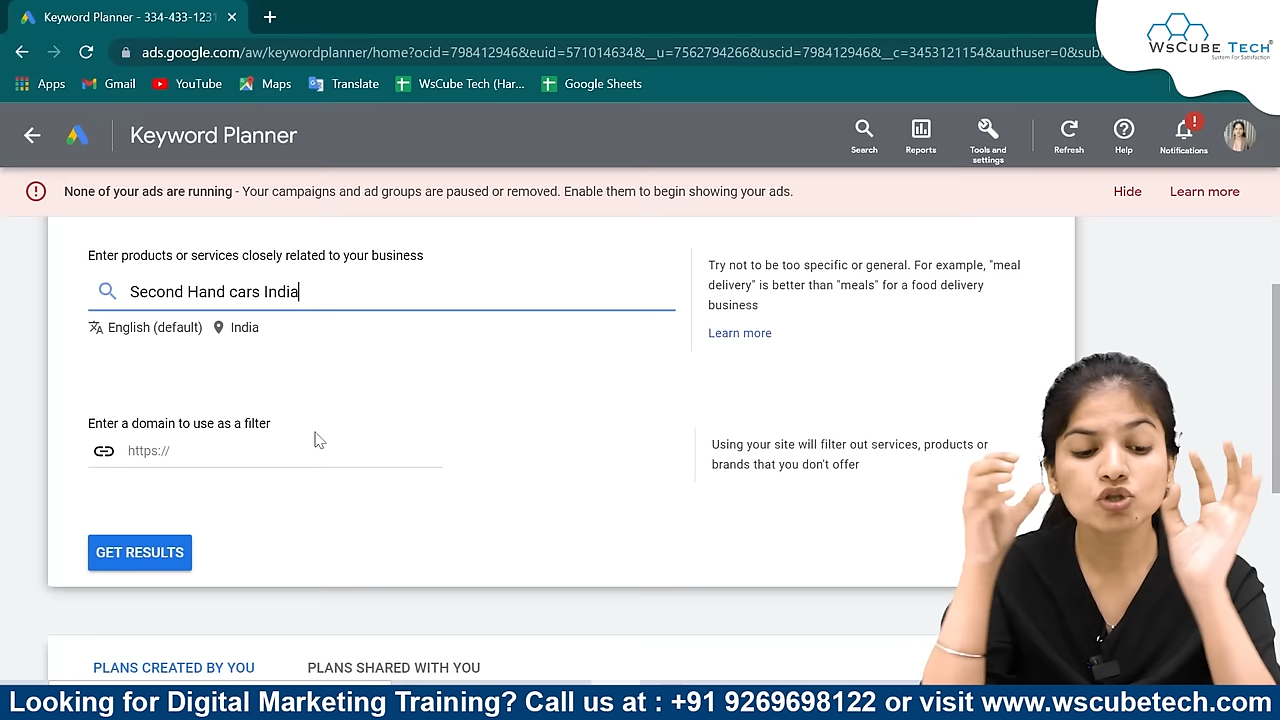 Keyword Planner - 334-433-1231
WsCube Tech
System For Satisfaction
ads.google.com/aw/keywordplanner/home?ocid=798412946&euid=571014634&__u=7562794266&uscid=798412946&__c=3453121154&authuser=0&sub
Apps
Gmail
YouTube
Maps
Translate
WsCube Tech (Har...
Google Sheets
Keyword Planner
Search
Reports
Tools and
settings
Refresh
Help
Notifications
None of your ads are running - Your campaigns and ad groups are paused or removed. Enable them to begin showing your ads.
Hide
Learn more
Enter products or services closely related to your business
Second Hand cars India
English (default)
India
Try not to be too specific or general. For example, "meal
delivery" is better than "meals" for a food delivery
business
Learn more
Enter a domain to use as a filter
https://
Using your site will filter out services, products or
brands that you don't offer
GET RESULTS
PLANS CREATED BY YOU
PLANS SHARED WITH YOU
Looking for Digital Marketing Training? Call us at : +91 9269698122 or visit www.wscubetech.com